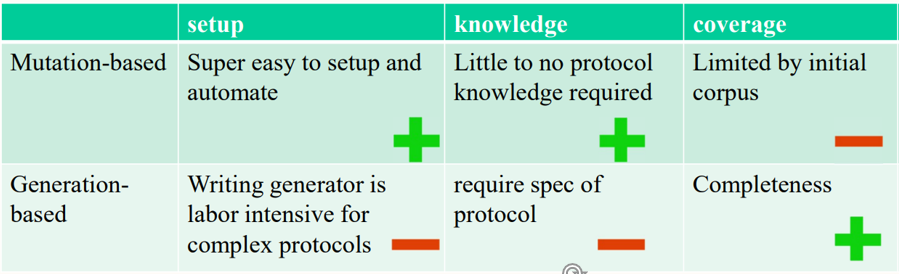 setup knowledge coverage
Mutation-based Super easy to setup and Little to no protocol Limited by initial
automate knowledge required corpus
Generation- Writing generator is require spec of Completeness
based labor intensive for protocol
complex protocols